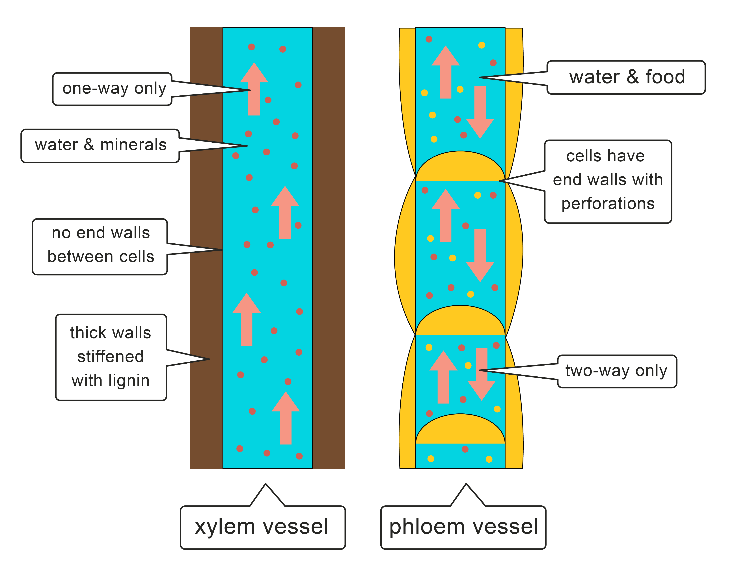 one-way only
water & minerals
no end walls
between cells
thick walls
stiffened
with lignin
xylem vessel
water & food
cells have
end walls with
perforations
two-way only
phloem vessel